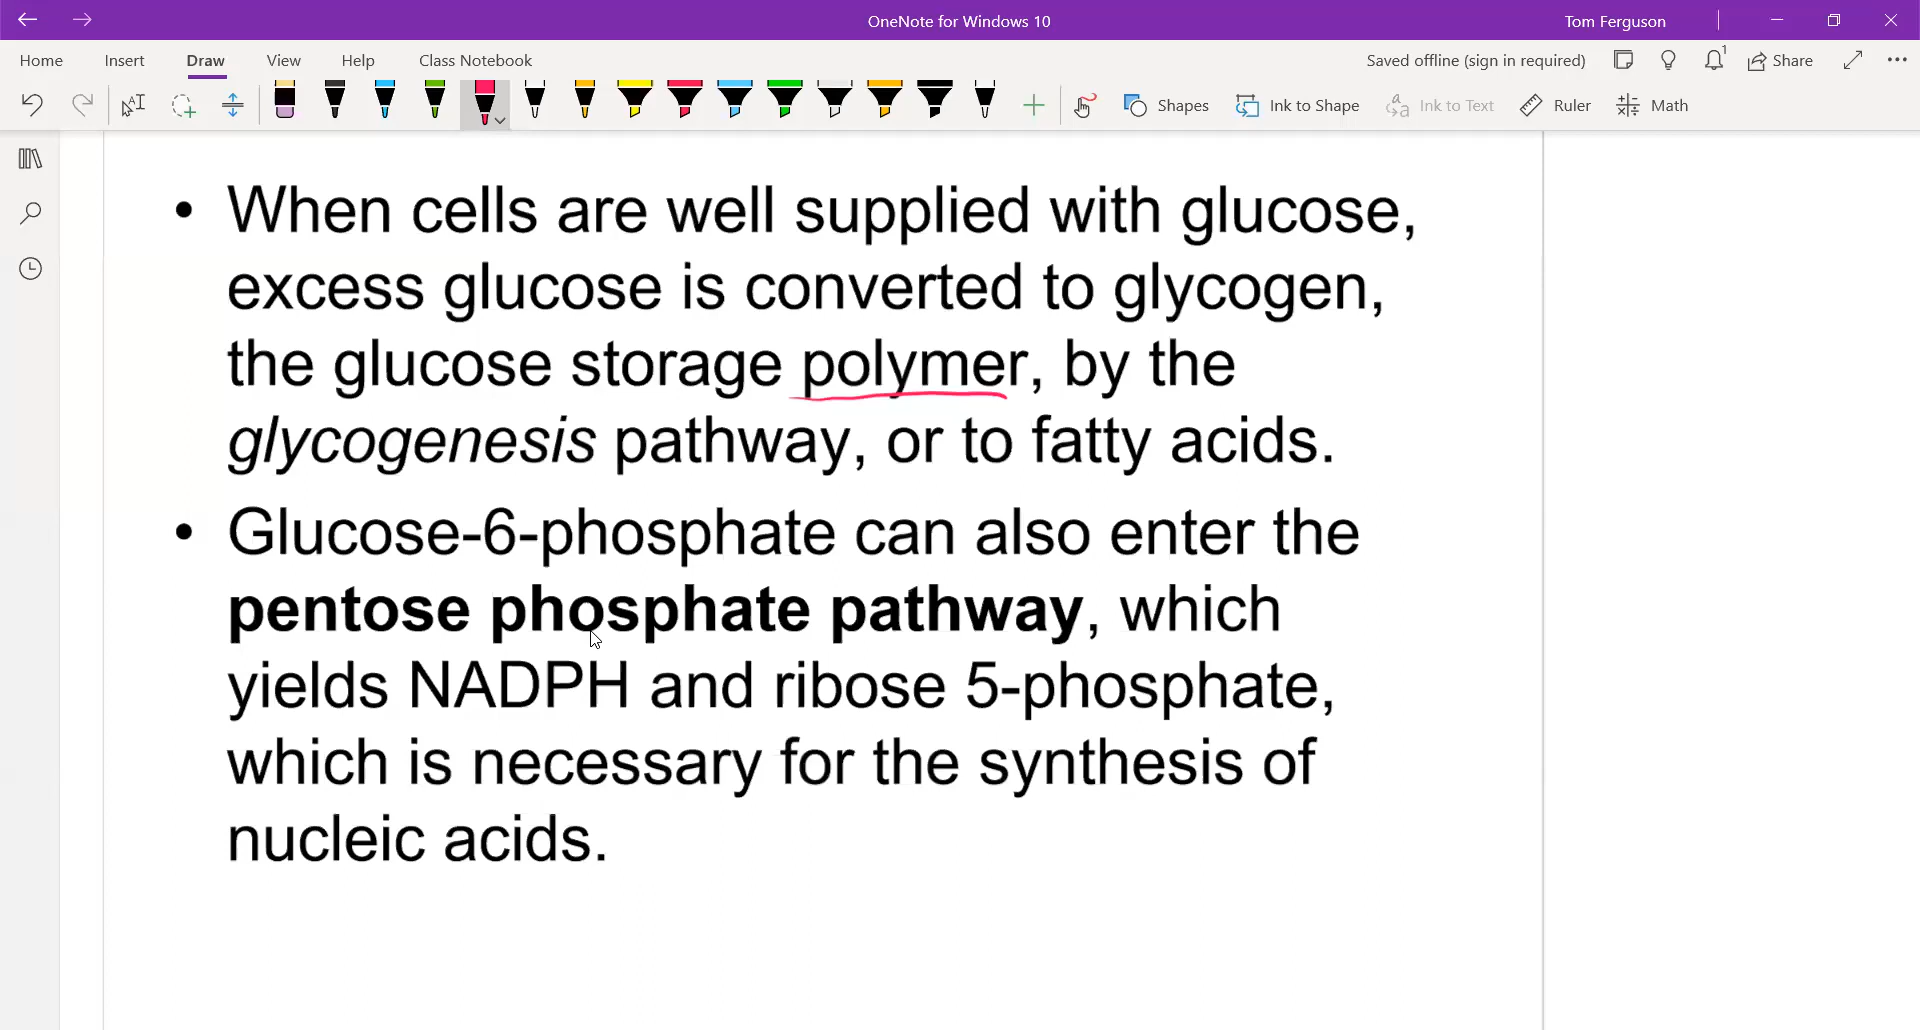 OneNote for Windows 10
Tom Ferguson
Home Insert Draw View Help Class Notebook
Saved offline (sign in required) 1 Share
Shapes Ink to Shape Ink to Text Ruler Math
• When cells are well supplied with glucose,
excess glucose is converted to glycogen,
the glucose storage polymer, by the
glycogenesis pathway, or to fatty acids.
• Glucose-6-phosphate can also enter the
pentose phosphate pathway, which
yields NADPH and ribose 5-phosphate,
which is necessary for the synthesis of
nucleic acids.